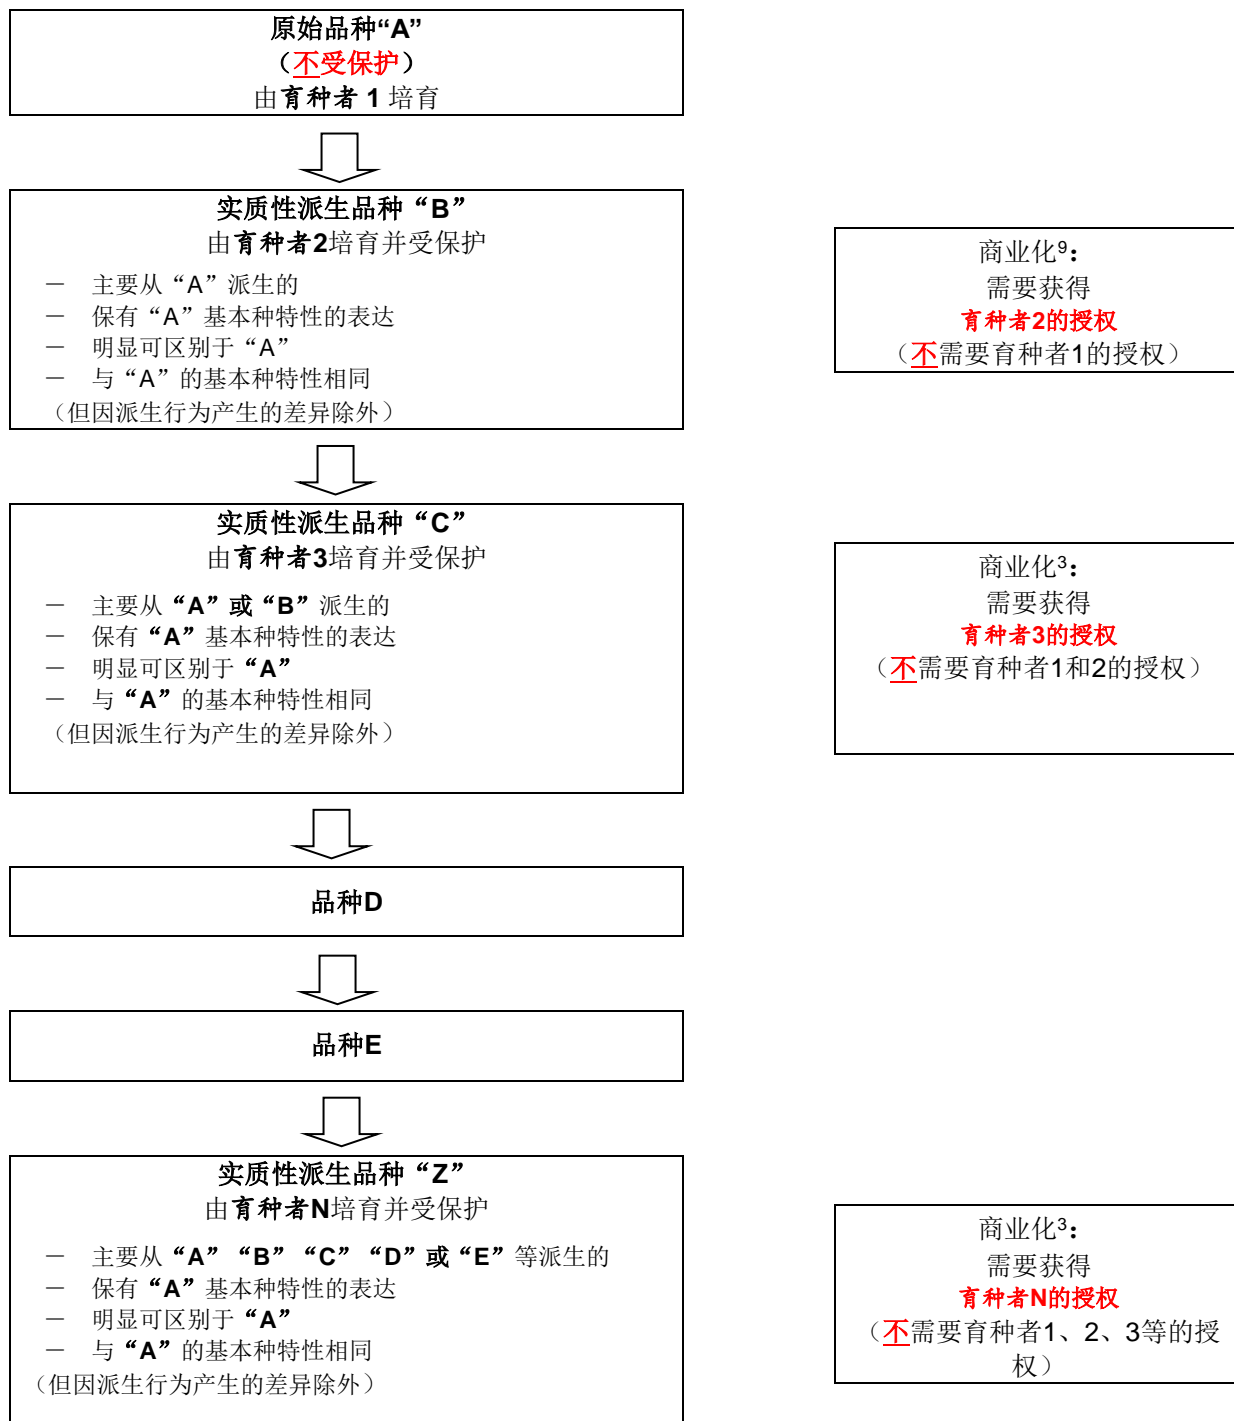 原始品种“A”
（不受保护）
由育种者 1 培育
实质性派生品种“B”
由育种者2培育并受保护
－ 主要从“A”派生的
－ 保有“A”基本种特性的表达
－ 明显可区别于“A”
－ 与“A”的基本种特性相同
（但因派生行为产生的差异除外）
商业化⁹：
需要获得
育种者2的授权
（不需要育种者1的授权）
实质性派生品种“C”
由育种者3培育并受保护
－ 主要从“A”或“B”派生的
－ 保有“A”基本种特性的表达
－ 明显可区别于“A”
－ 与“A”的基本种特性相同
（但因派生行为产生的差异除外）
商业化³：
需要获得
育种者3的授权
（不需要育种者1和2的授权）
品种D
品种E
实质性派生品种“Z”
由育种者N培育并受保护
－ 主要从“A”“B”“C”“D”或“E”等派生的
－ 保有“A”基本种特性的表达
－ 明显可区别于“A”
－ 与“A”的基本种特性相同
（但因派生行为产生的差异除外）
商业化³：
需要获得
育种者N的授权
（不需要育种者1、2、3等的授
权）